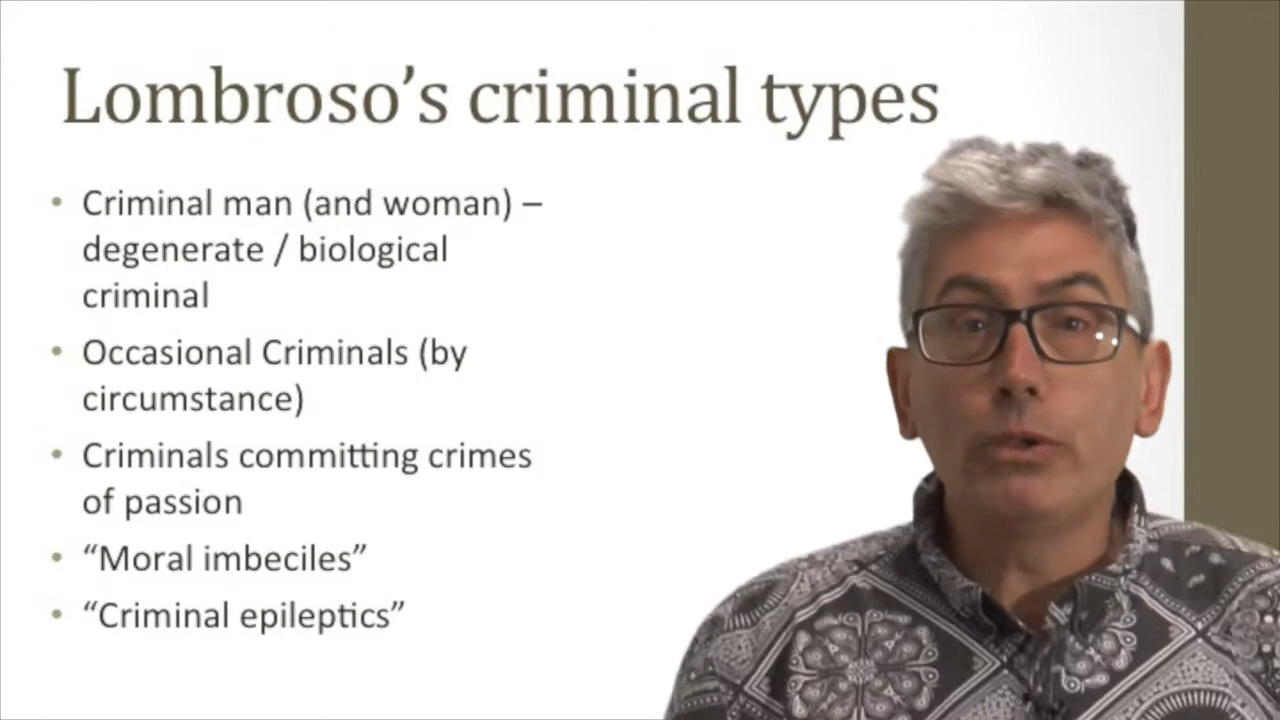 Lombroso's criminal types
• Criminal man (and woman) –
degenerate / biological
criminal
• Occasional Criminals (by
circumstance)
• Criminals committing crimes
of passion
• “Moral imbeciles”
• “Criminal epileptics”